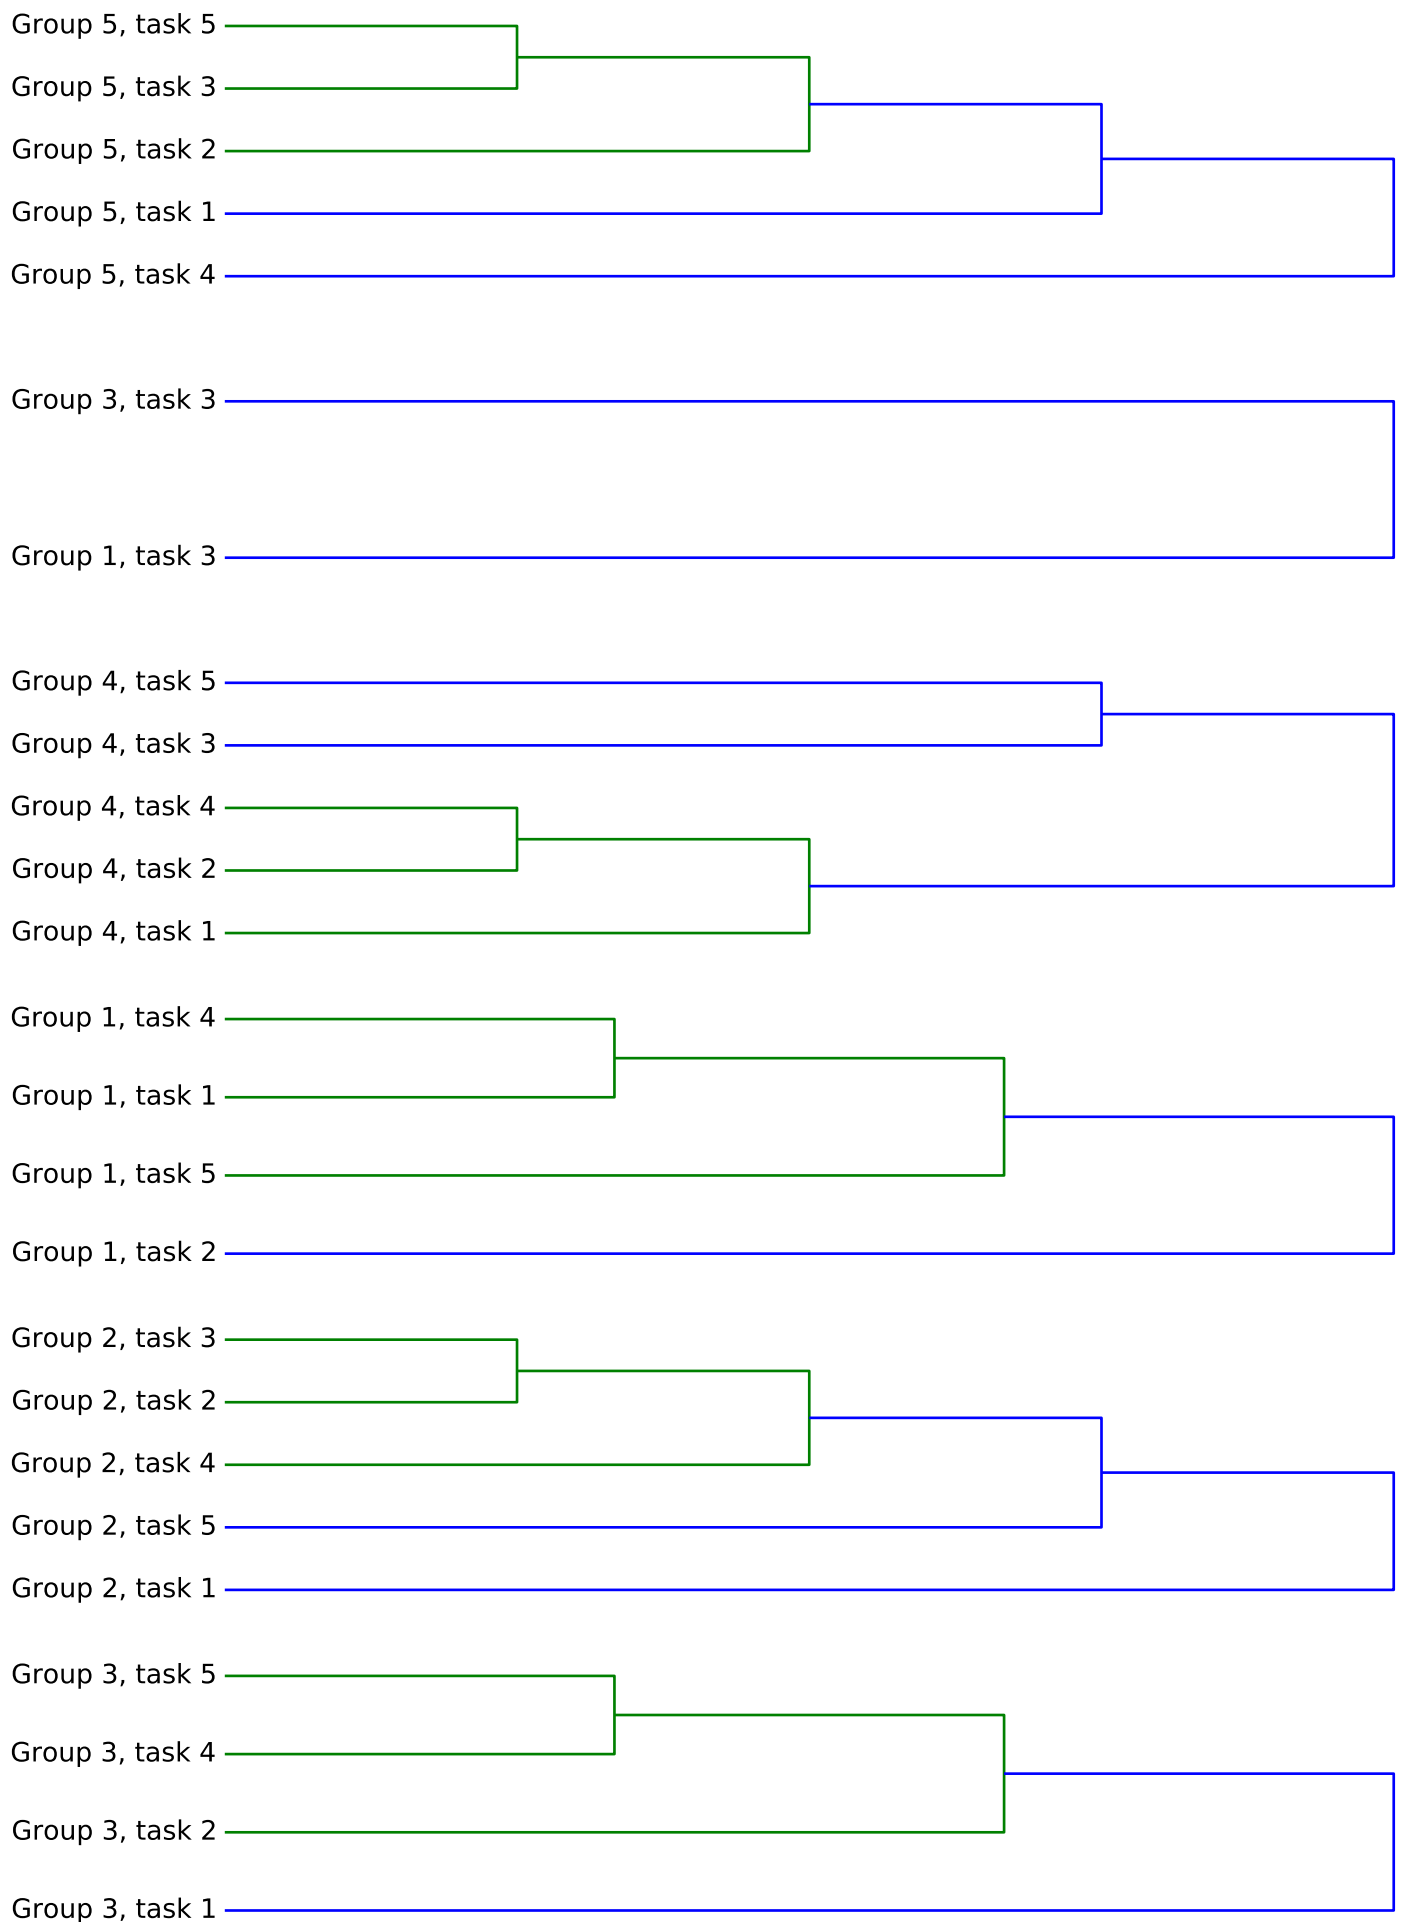 Group 5, task 5
Group 5, task 3
Group 5, task 2
Group 5, task 1
Group 5, task 4
Group 3, task 3
Group 1, task 3
Group 4, task 5
Group 4, task 3
Group 4, task 4
Group 4, task 2
Group 4, task 1
Group 1, task 4
Group 1, task 1
Group 1, task 5
Group 1, task 2
Group 2, task 3
Group 2, task 2
Group 2, task 4
Group 2, task 5
Group 2, task 1
Group 3, task 5
Group 3, task 4
Group 3, task 2
Group 3, task 1